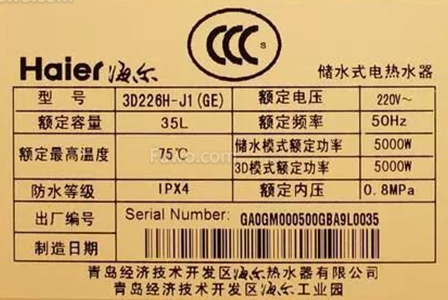 CCC S
Haier 海尔 储水式电热水器
型 号 3D226H-J1(GE) 额定电压 220V~
额定容量 35L 额定频率 50Hz
额定最高温度 75℃ 储水模式额定功率 5000W
3D模式额定功率 5000W
防水等级 IPX4 额定内压 0.8MPa
出厂编号 Serial Number: GA0GM000500GBA9L0035
制造日期
青岛经济技术开发区海尔热水器有限公司
青岛经济技术开发区海尔工业园